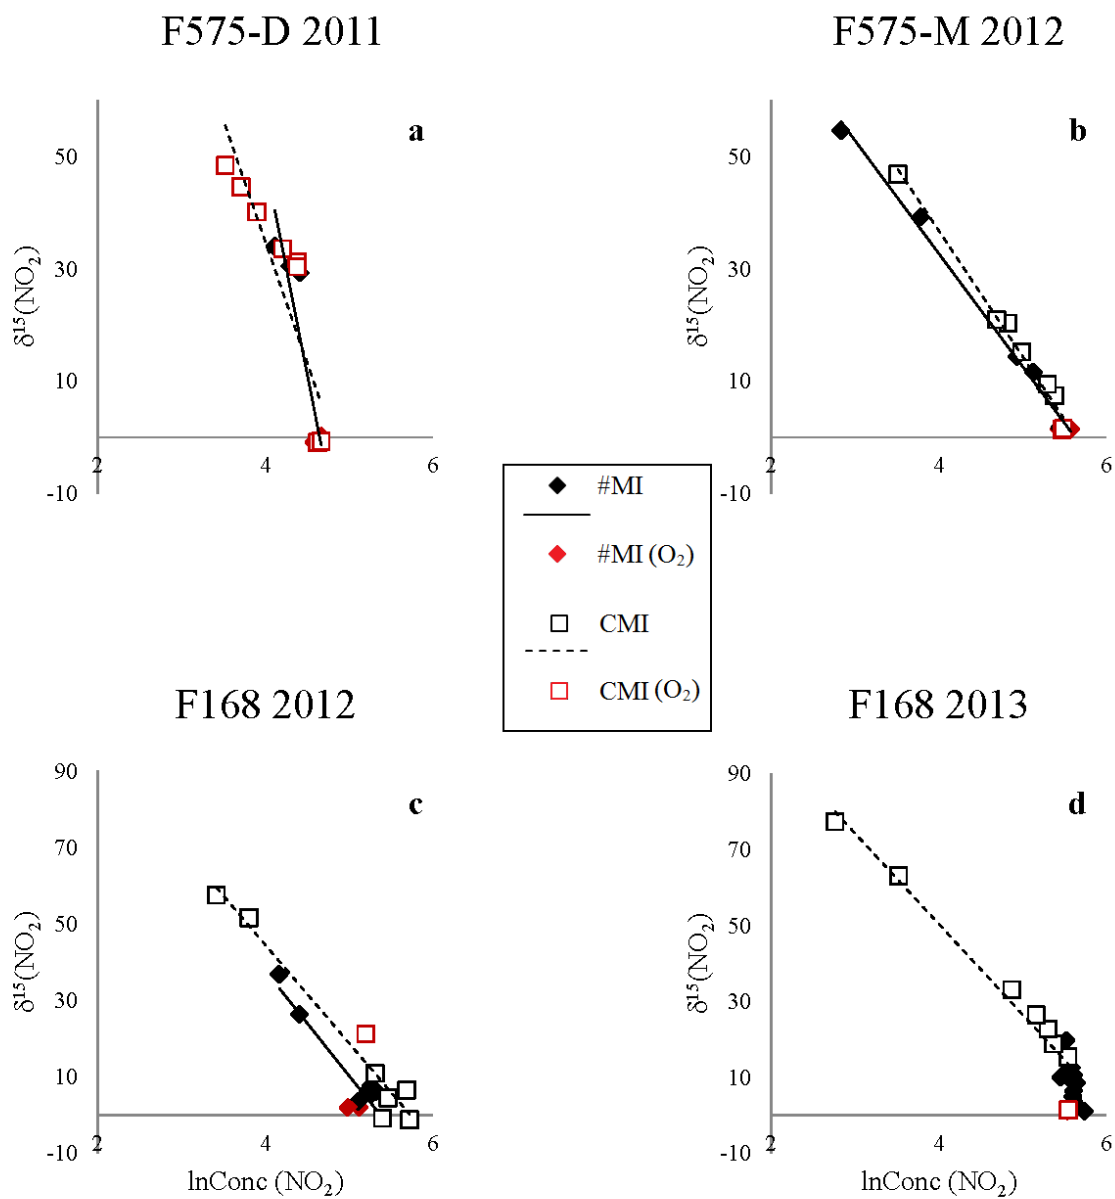 F575-D 2011
F575-M 2012
a
50
30
10
-10
2
4
6
δ¹⁵(NO₂)
b
50
30
10
-10
2
4
6
δ¹⁵(NO₂)
#MI
#MI (O₂)
CMI
CMI (O₂)
F168 2012
F168 2013
c
90
70
50
30
10
-10
2
4
6
δ¹⁵(NO₂)
lnConc (NO₂)
d
90
70
50
30
10
-10
2
4
6
δ¹⁵(NO₂)
lnConc (NO₂)